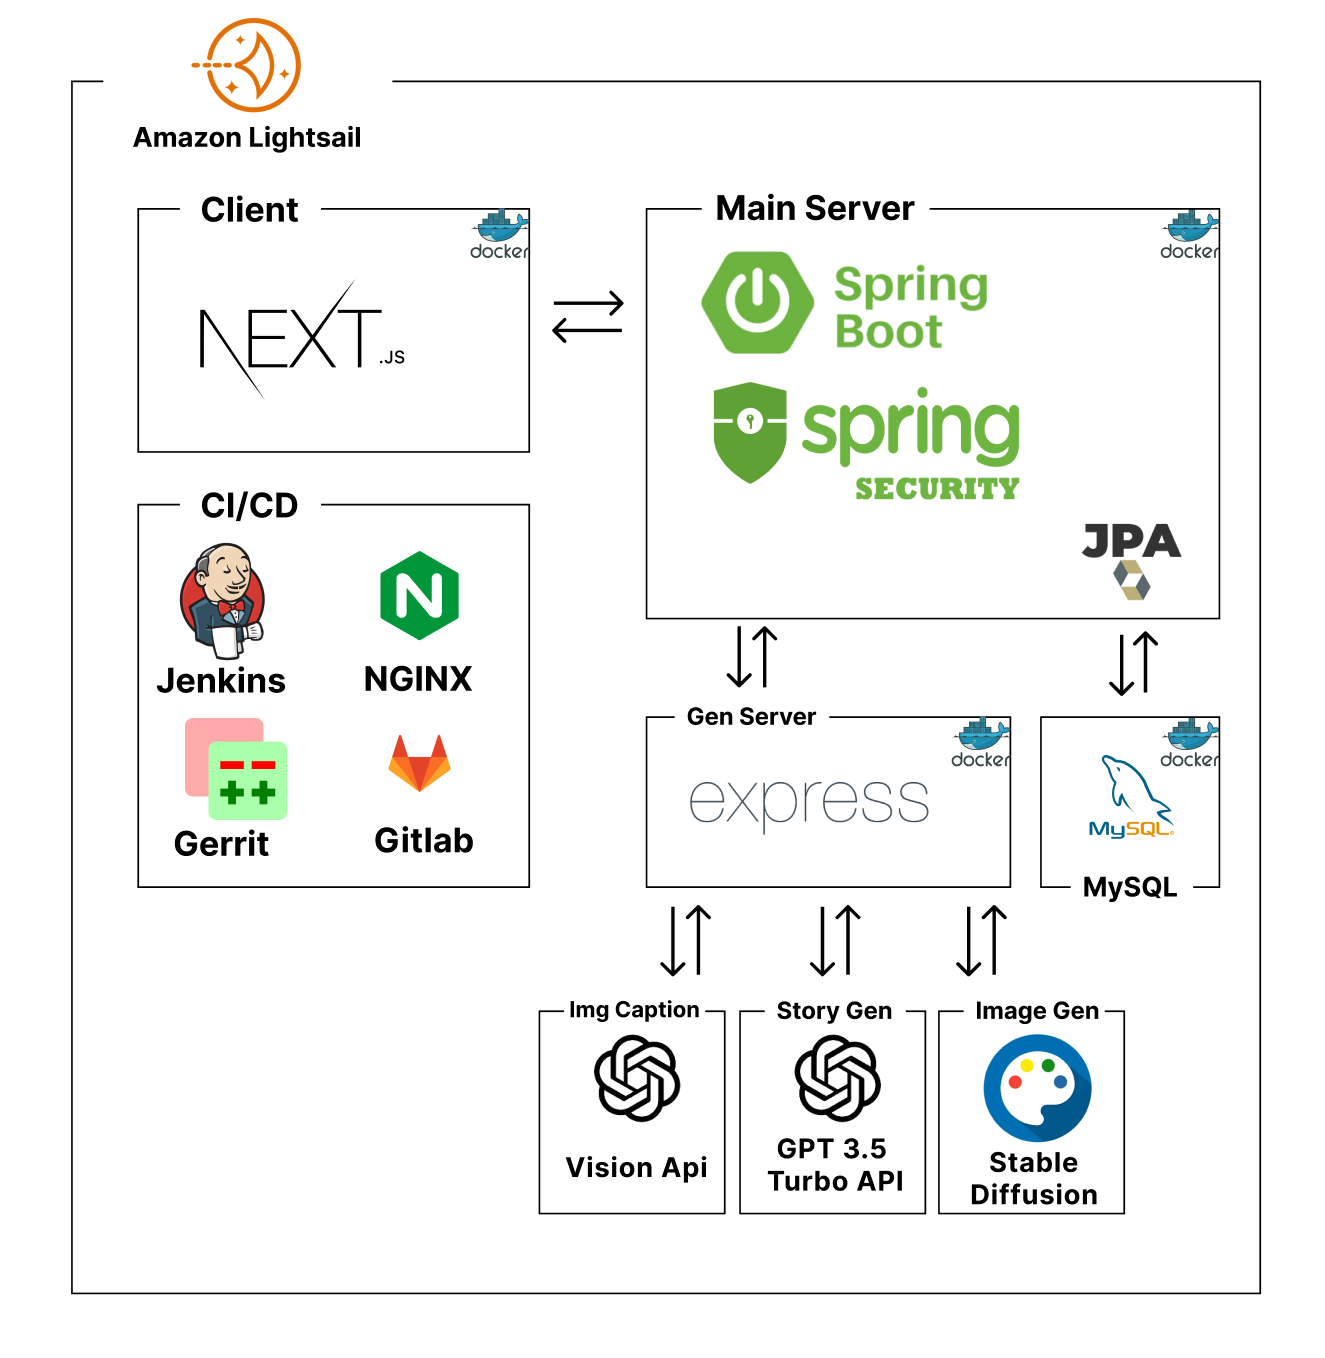 Amazon Lightsail
Client
docker
NEXT
.JS
Main Server
docker
Spring
Boot
spring
SECURITY
JPA
CI/CD
Jenkins
NGINX
Gerrit
Gitlab
Gen Server
docker
express
docker
MySQL
MySQL
Img Caption
Vision Api
Story Gen
GPT 3.5
Turbo API
Image Gen
Stable
Diffusion